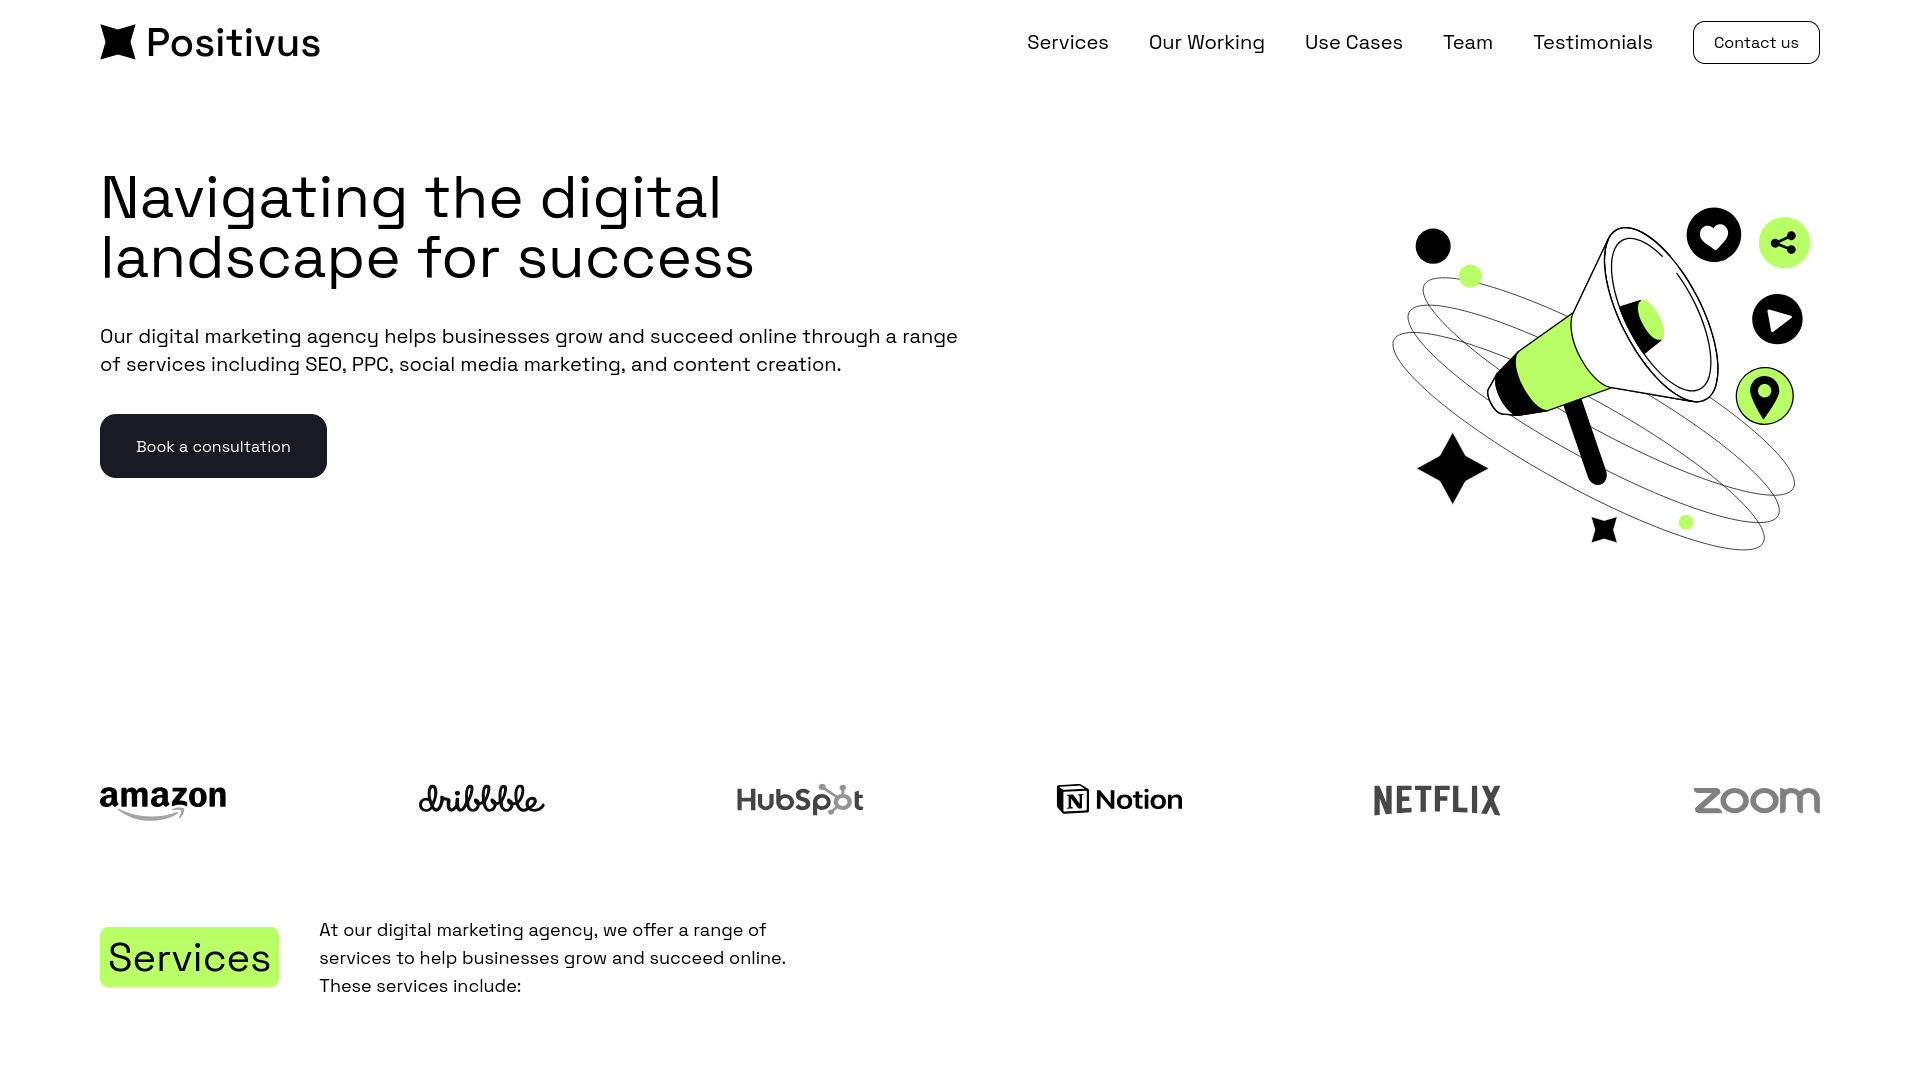 Positivus
Services
Our Working
Use Cases
Team
Testimonials
Contact us
Navigating the digital
landscape for success
Our digital marketing agency helps businesses grow and succeed online through a range
of services including SEO, PPC, social media marketing, and content creation.
Book a consultation
amazon
dribbble
HubSpot
N Notion
NETFLIX
zoom
Services
At our digital marketing agency, we offer a range of
services to help businesses grow and succeed online.
These services include: